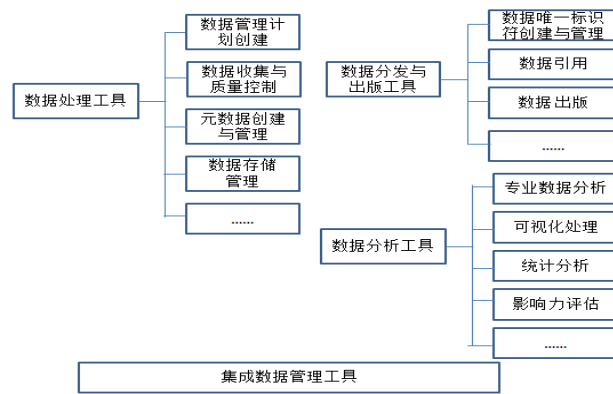 数据处理工具
数据管理计
划创建
数据收集与
质量控制
元数据创建
与管理
数据存储
管理
......
数据分发与
出版工具
数据唯一标识
符创建与管理
数据引用
数据出版
......
数据分析工具
专业数据分析
可视化处理
统计分析
影响力评估
......
集成数据管理工具